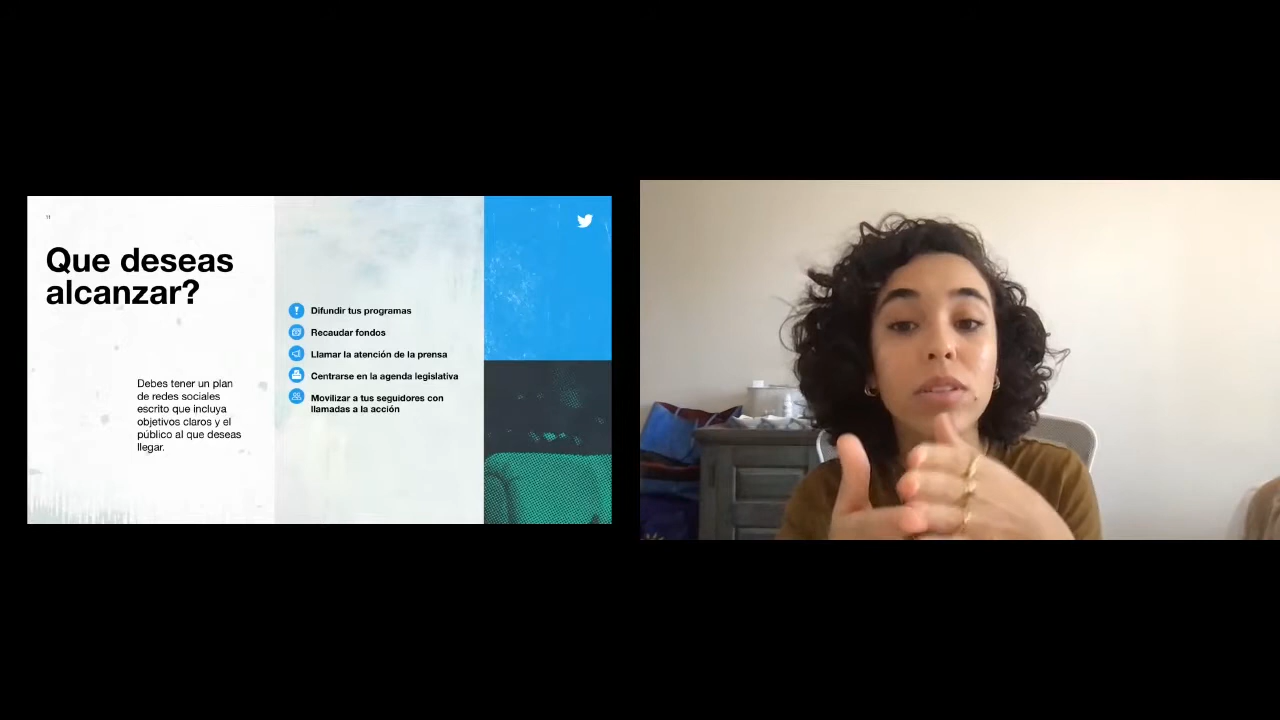 Que deseas
alcanzar?
Debes tener un plan
de redes sociales
escrito que incluya
objetivos claros y el
público al que deseas
llegar.
Difundir tus programas
Recaudar fondos
Llamar la atención de la prensa
Centrarse en la agenda legislativa
Movilizar a tus seguidores con
llamadas a la acción